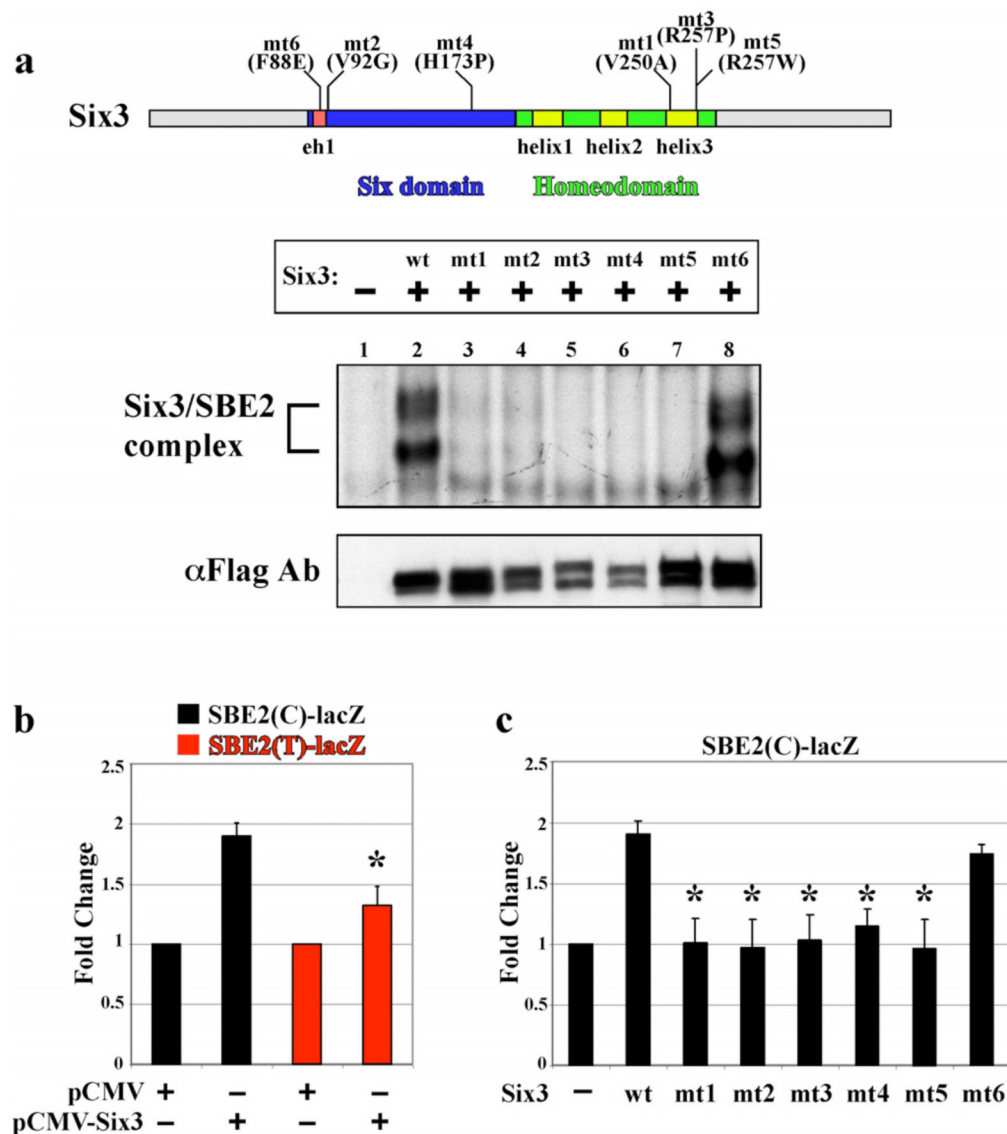 a
mt6 mt2 mt4 mt1 mt3 mt5
(F88E) (V92G) (H173P) (V250A) (R257P) (R257W)
Six3
eh1 helix1 helix2 helix3
Six domain Homeodomain
wt mt1 mt2 mt3 mt4 mt5 mt6
Six3: − + + + + + + +
1 2 3 4 5 6 7 8
Six3/SBE2
complex
αFlag Ab
b
SBE2(C)-lacZ
SBE2(T)-lacZ
2.5
2
1.5
1
0.5
0
Fold Change
*
pCMV + − + −
pCMV-Six3 − + − +
c
SBE2(C)-lacZ
2.5
2
1.5
1
0.5
0
Fold Change
* * * * *
Six3 − wt mt1 mt2 mt3 mt4 mt5 mt6